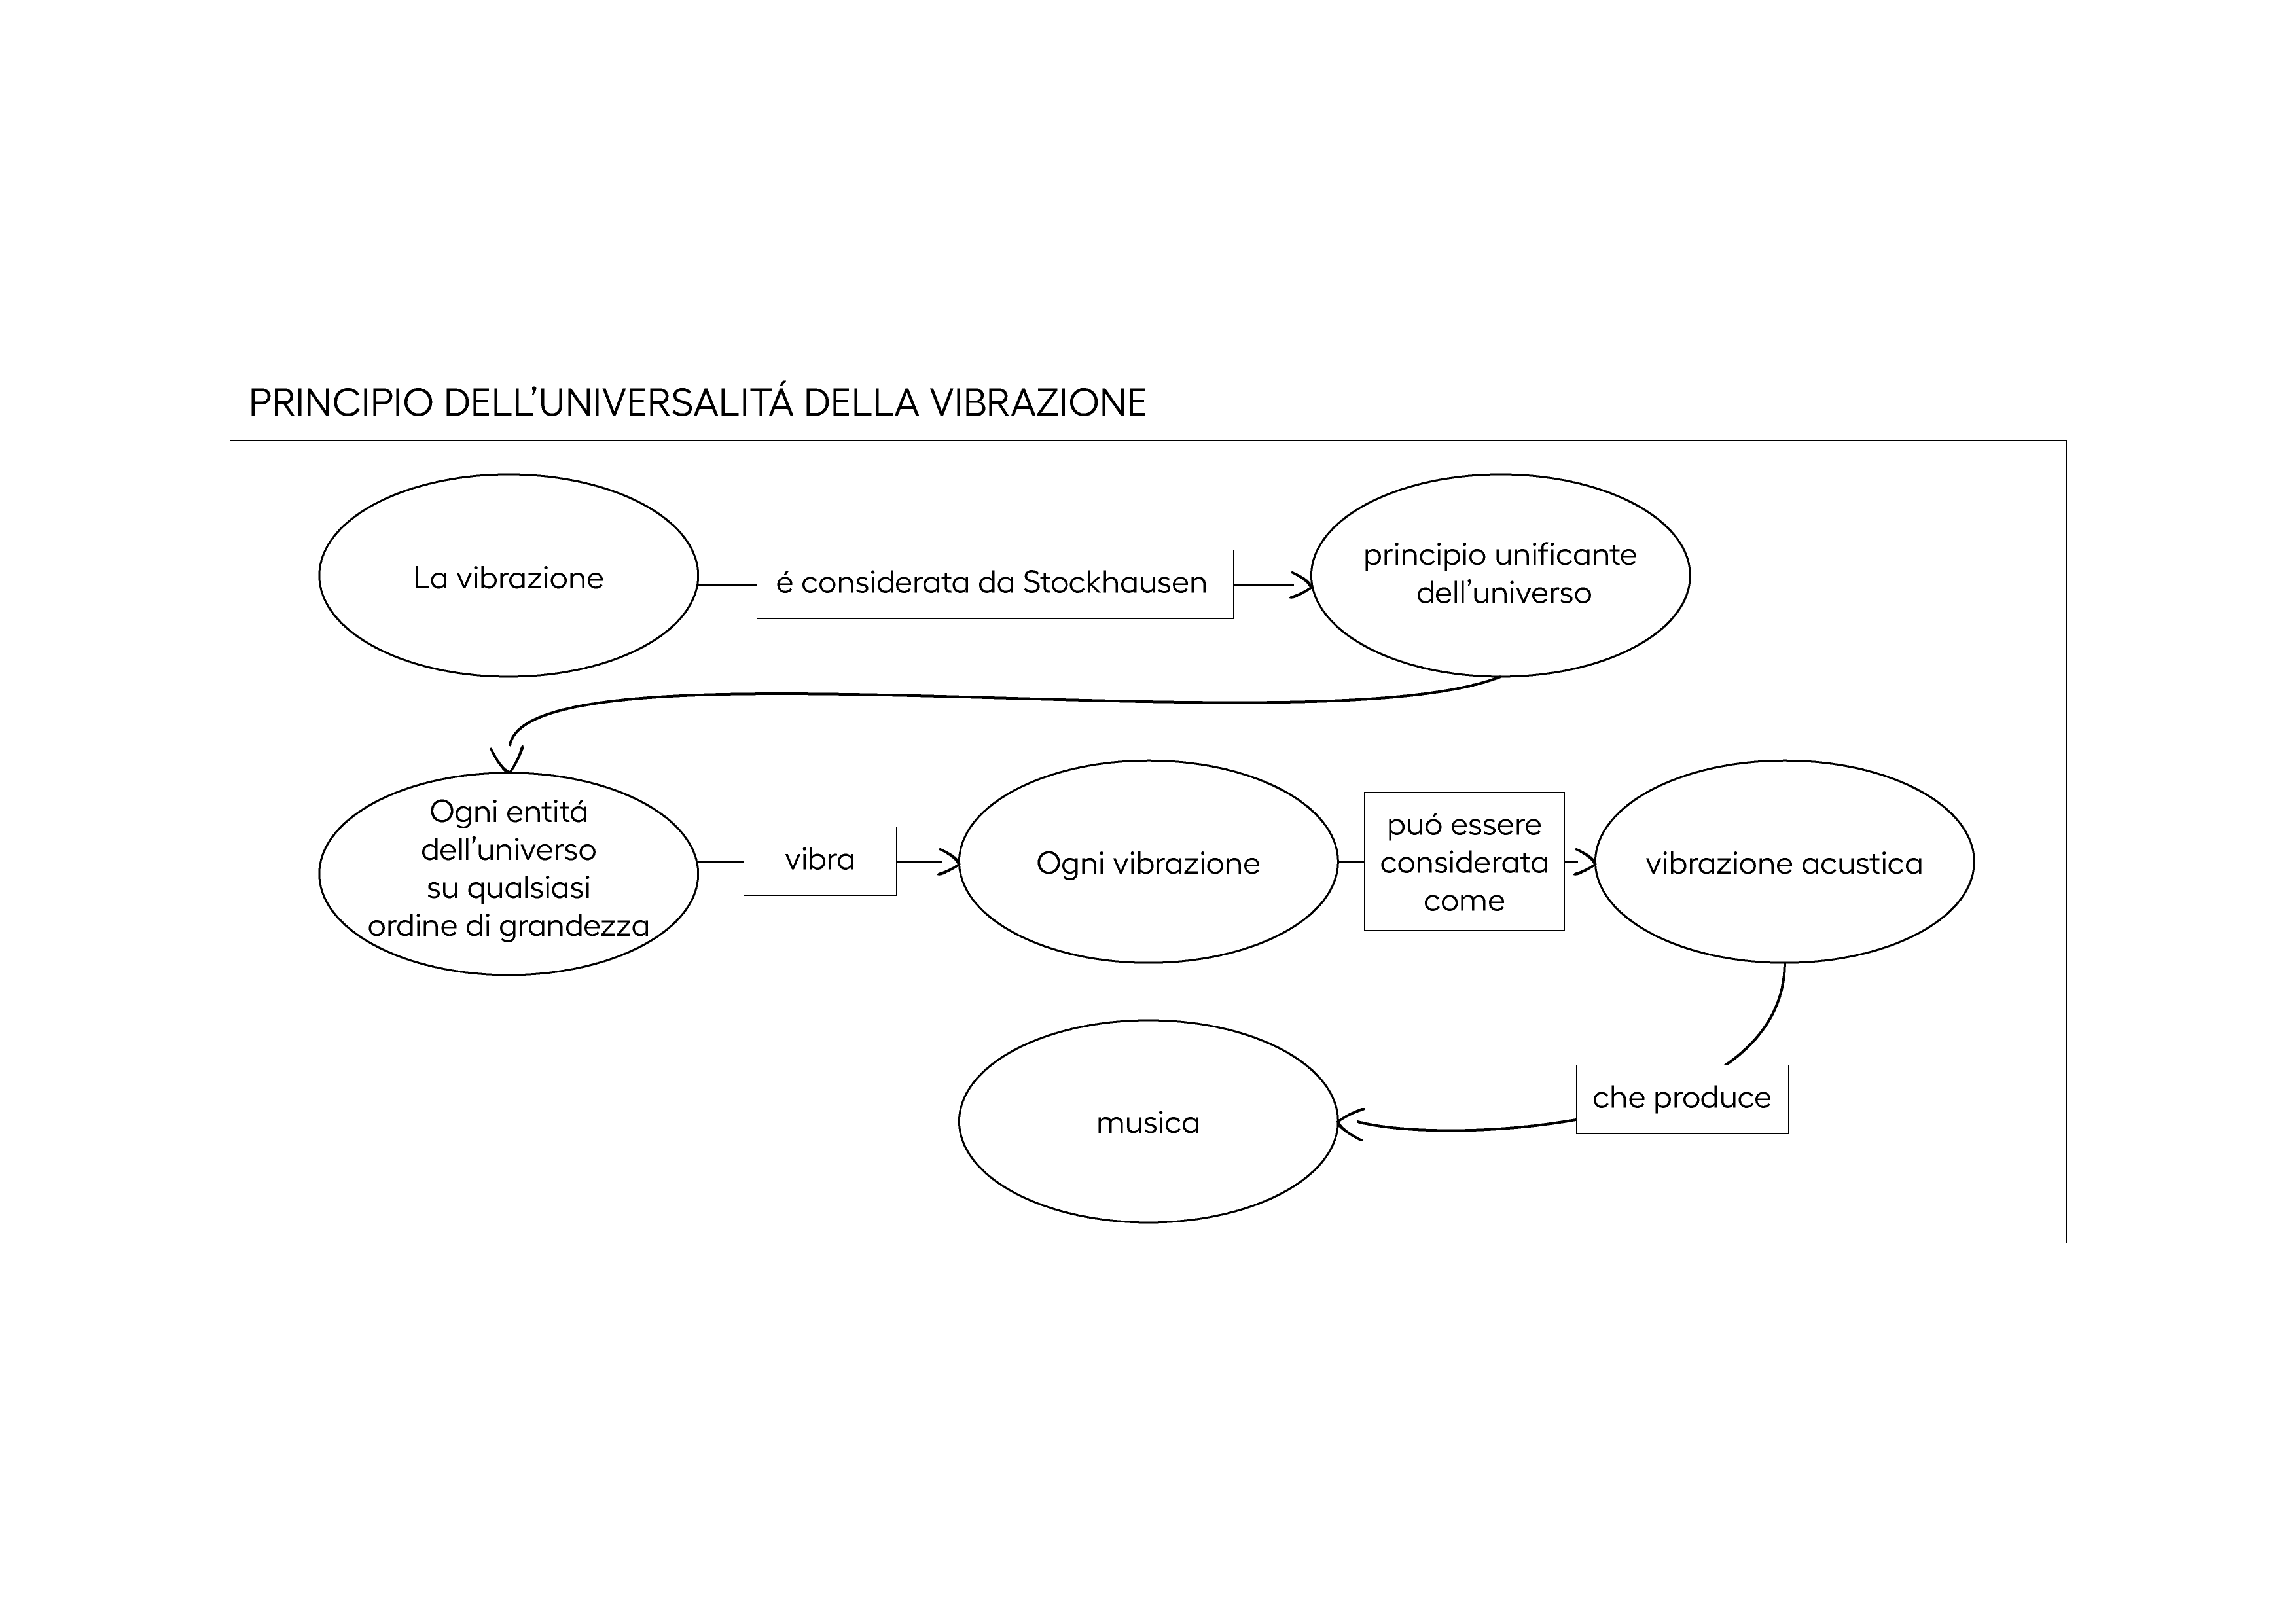 PRINCIPIO DELL’UNIVERSALITÁ DELLA VIBRAZIONE
La vibrazione
é considerata da Stockhausen
principio unificante
dell’universo
Ogni entitá
dell’universo
su qualsiasi
ordine di grandezza
vibra
Ogni vibrazione
puó essere
considerata
come
vibrazione acustica
che produce
musica